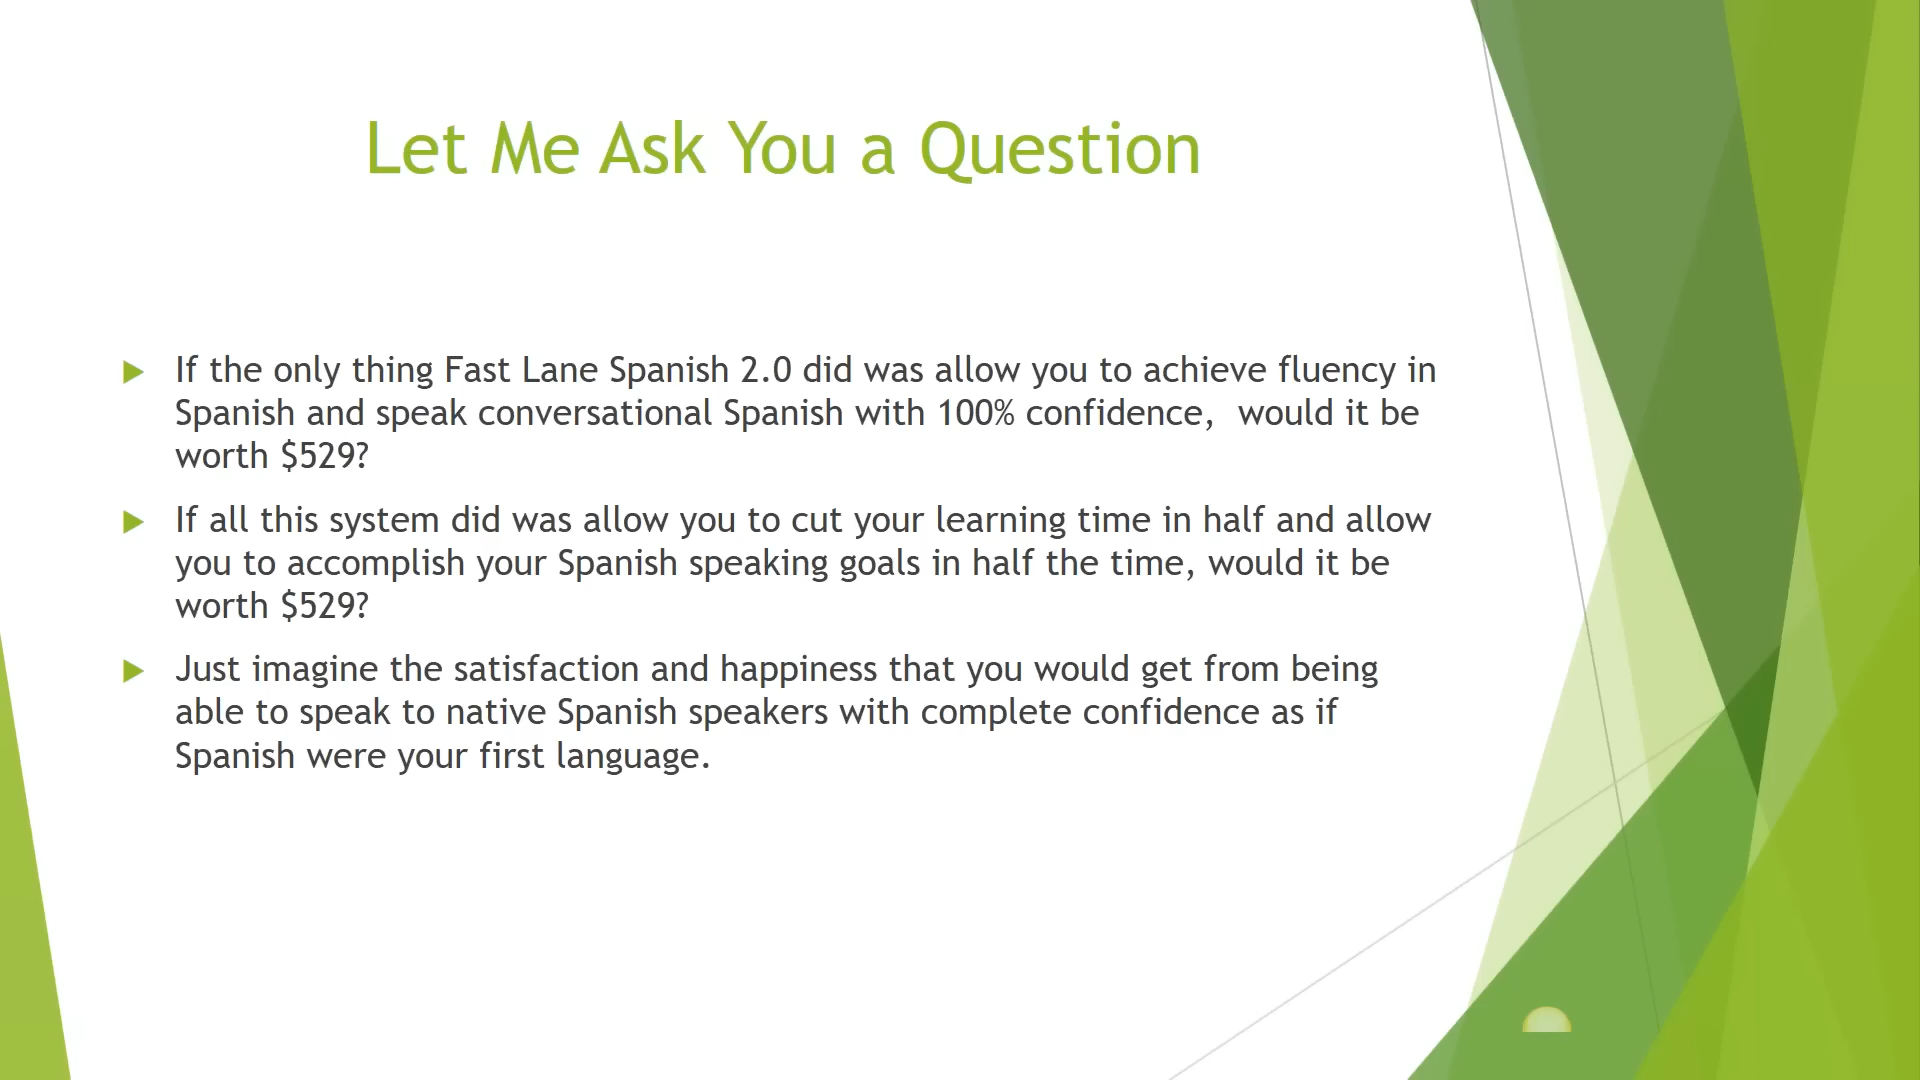 Let Me Ask You a Question
If the only thing Fast Lane Spanish 2.0 did was allow you to achieve fluency in
Spanish and speak conversational Spanish with 100% confidence,  would it be
worth $529?
If all this system did was allow you to cut your learning time in half and allow
you to accomplish your Spanish speaking goals in half the time, would it be
worth $529?
Just imagine the satisfaction and happiness that you would get from being
able to speak to native Spanish speakers with complete confidence as if
Spanish were your first language.